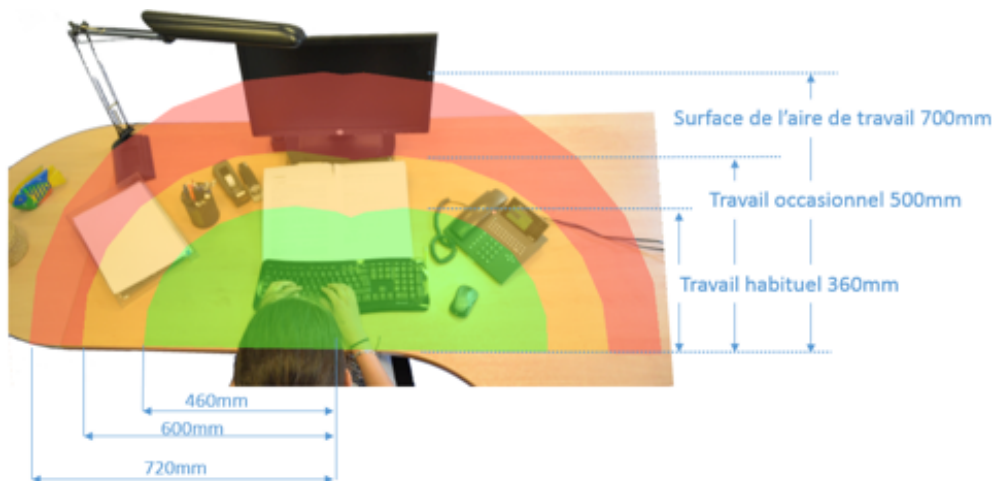 Surface de l'aire de travail 700mm
Travail occasionnel 500mm
Travail habituel 360mm
460mm
600mm
720mm